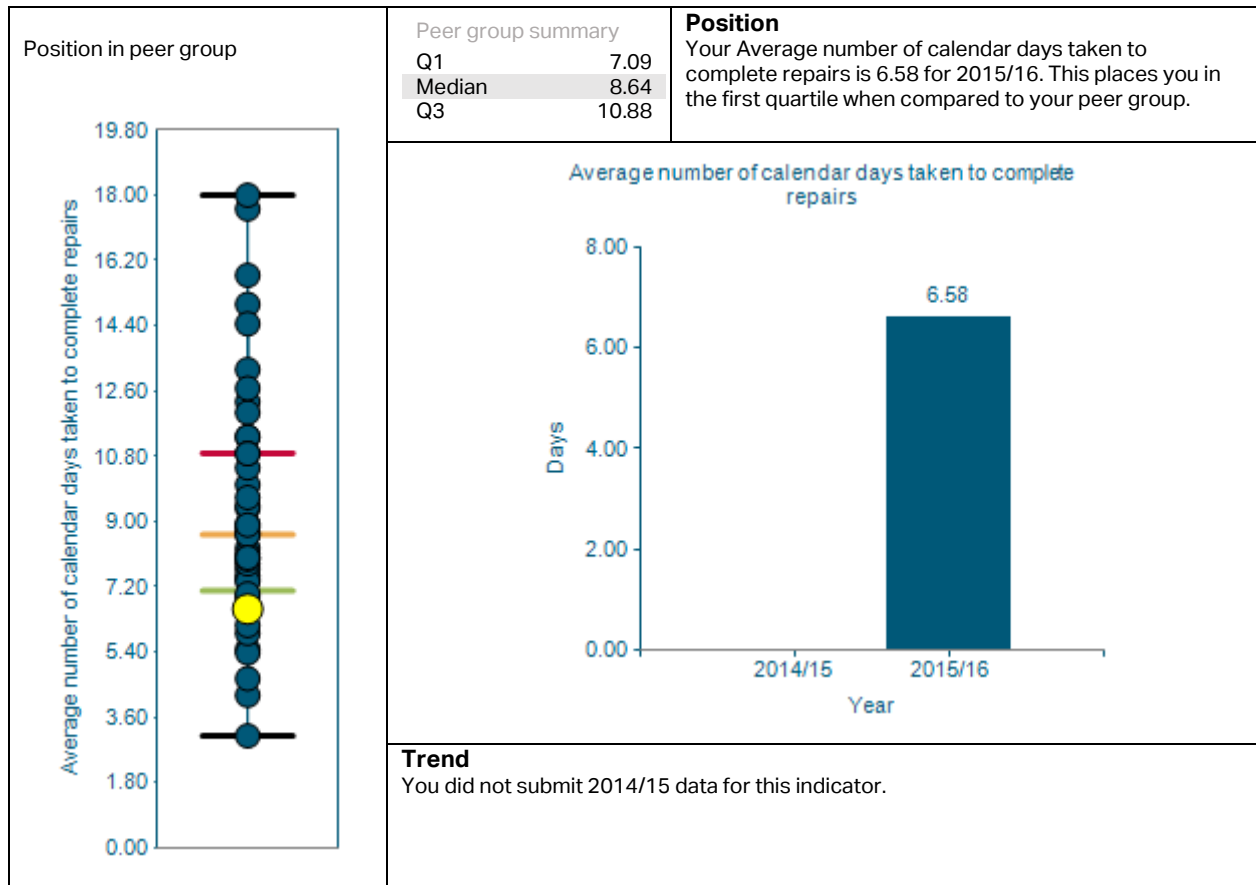 Position in peer group
19.80
18.00
16.20
14.40
12.60
10.80
9.00
7.20
5.40
3.60
1.80
0.00
Average number of calendar days taken to complete repairs
Peer group summary
Q1 7.09
Median 8.64
Q3 10.88
Position
Your Average number of calendar days taken to
complete repairs is 6.58 for 2015/16. This places you in
the first quartile when compared to your peer group.
Average number of calendar days taken to complete
repairs
8.00
6.00
4.00
2.00
0.00
Days
6.58
2014/15 2015/16
Year
Trend
You did not submit 2014/15 data for this indicator.